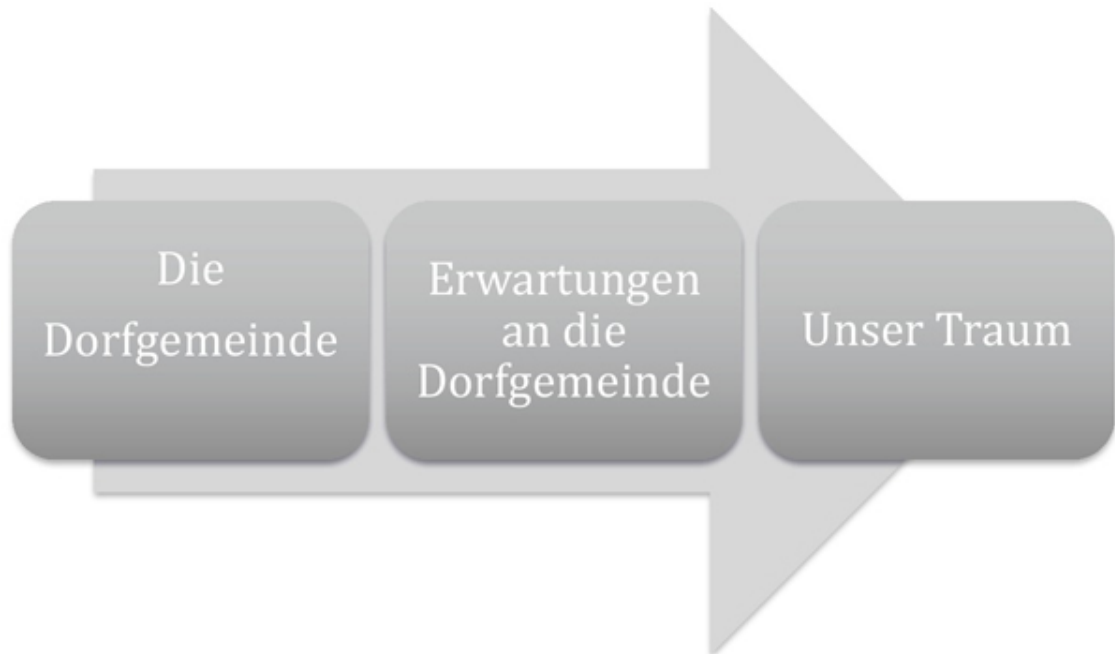 Die
Dorfgemeinde
Erwartungen
an die
Dorfgemeinde
Unser Traum